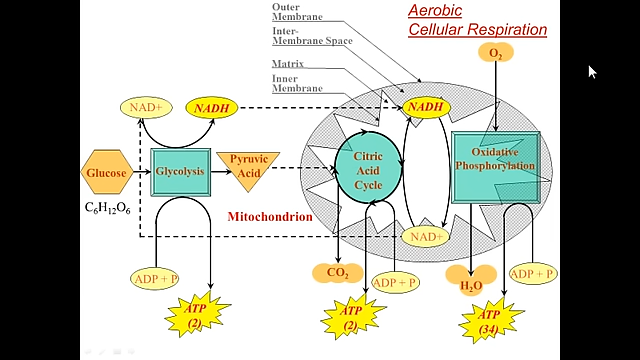 Aerobic
Cellular Respiration
Outer
Membrane
Inter-
Membrane Space
Matrix
Inner
Membrane
O2
NAD+
NADH
NADH
Glucose
Glycolysis
Pyruvic
Acid
Citric
Acid
Cycle
Oxidative
Phosphorylation
C6H12O6
Mitochondrion
NAD+
ADP + P
CO2
ADP + P
H2O
ADP + P
ATP
(2)
ATP
(2)
ATP
(34)